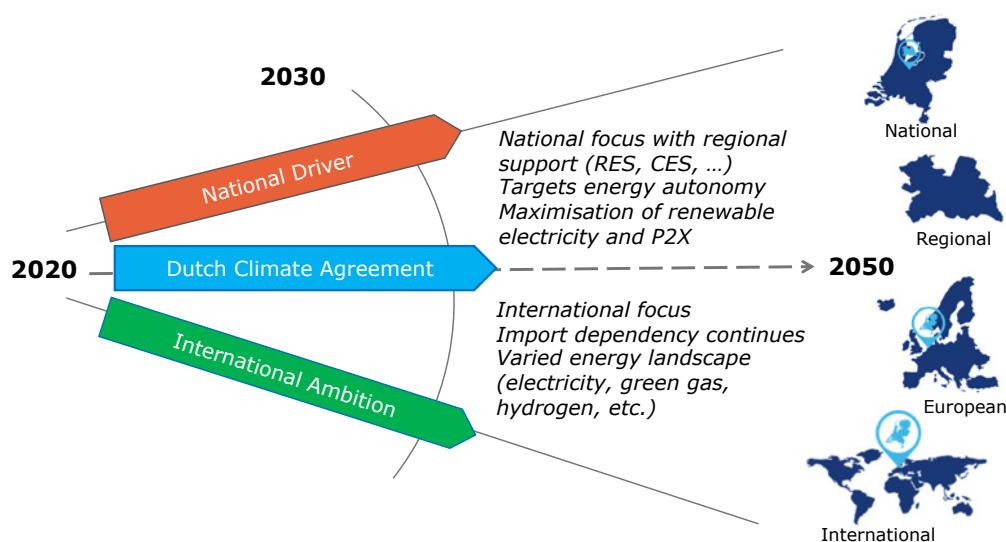 2030
National Driver
National focus with regional
support (RES, CES, …)
Targets energy autonomy
Maximisation of renewable
electricity and P2X
National
Regional
2020
Dutch Climate Agreement
2050
International Ambition
International focus
Import dependency continues
Varied energy landscape
(electricity, green gas,
hydrogen, etc.)
European
International